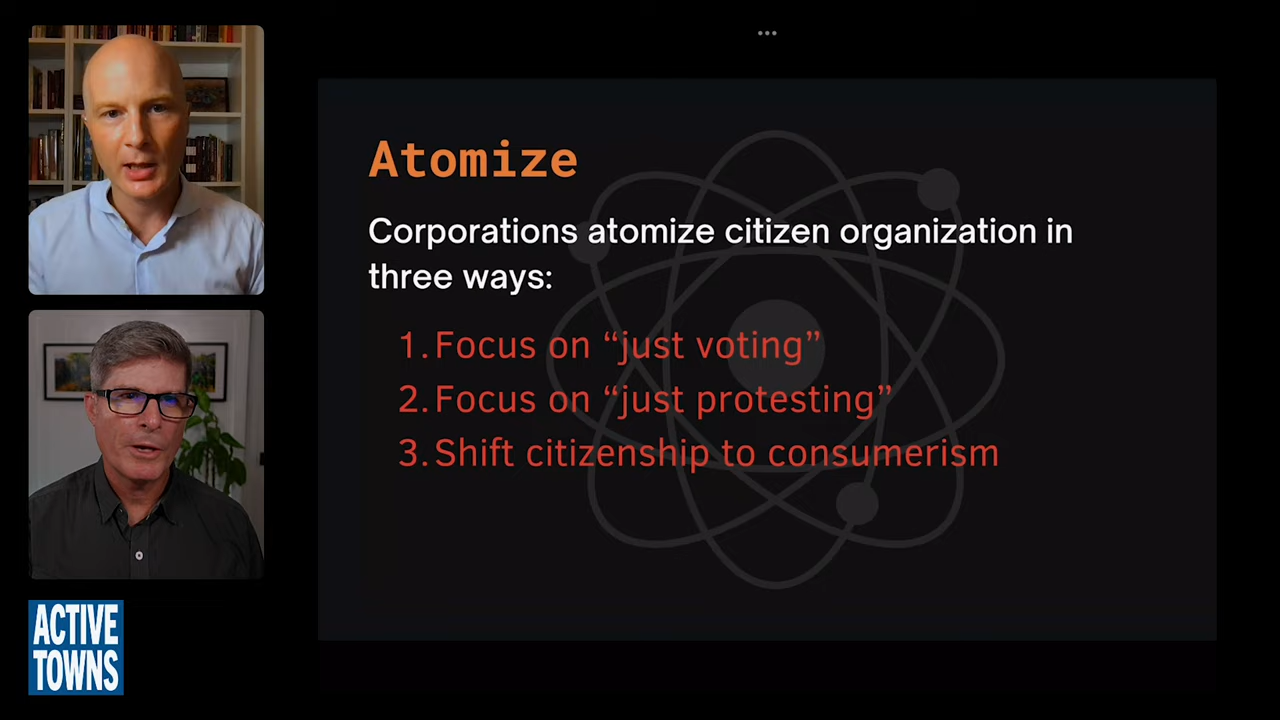 Atomize
Corporations atomize citizen organization in
three ways:
1. Focus on “just voting”
2. Focus on “just protesting”
3. Shift citizenship to consumerism
ACTIVE
TOWNS